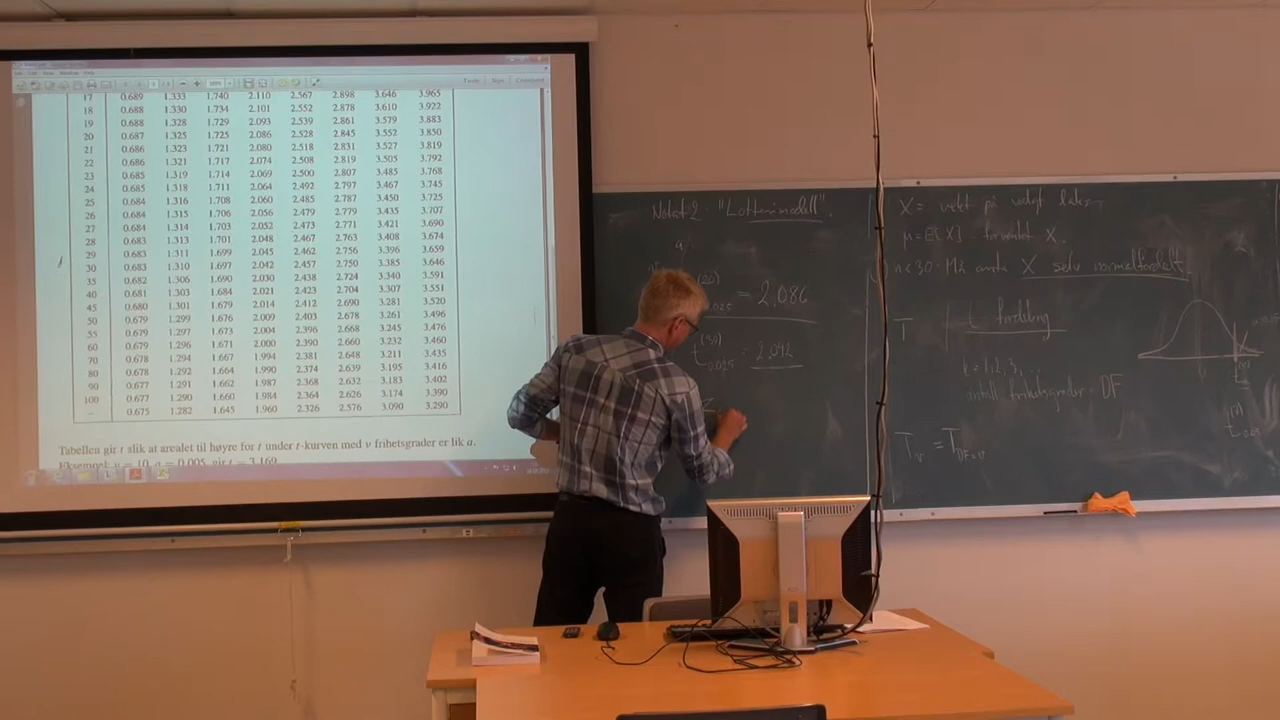 17 0.689 1.333 1.740 2.110 2.567 2.898 3.646 3.965
18 0.688 1.330 1.734 2.101 2.552 2.878 3.610 3.922
19 0.688 1.328 1.729 2.093 2.539 2.861 3.579 3.883
20 0.687 1.325 1.725 2.086 2.528 2.845 3.552 3.850
21 0.686 1.323 1.721 2.080 2.518 2.831 3.527 3.819
22 0.686 1.321 1.717 2.074 2.508 2.819 3.505 3.792
23 0.685 1.319 1.714 2.069 2.500 2.807 3.485 3.768
24 0.685 1.318 1.711 2.064 2.492 2.797 3.467 3.745
25 0.684 1.316 1.708 2.060 2.485 2.787 3.450 3.725
26 0.684 1.315 1.706 2.056 2.479 2.779 3.435 3.707
27 0.684 1.314 1.703 2.052 2.473 2.771 3.421 3.690
28 0.683 1.313 1.701 2.048 2.467 2.763 3.408 3.674
29 0.683 1.311 1.699 2.045 2.462 2.756 3.396 3.659
30 0.683 1.310 1.697 2.042 2.457 2.750 3.385 3.646
35 0.682 1.306 1.690 2.030 2.438 2.724 3.340 3.591
40 0.681 1.303 1.684 2.021 2.423 2.704 3.307 3.551
45 0.680 1.301 1.679 2.014 2.412 2.690 3.281 3.520
50 0.679 1.299 1.676 2.009 2.403 2.678 3.261 3.496
55 0.679 1.297 1.673 2.004 2.396 2.668 3.245 3.476
60 0.679 1.296 1.671 2.000 2.390 2.660 3.232 3.460
70 0.678 1.294 1.667 1.994 2.381 2.648 3.211 3.435
80 0.678 1.292 1.664 1.990 2.374 2.639 3.195 3.416
90 0.677 1.291 1.662 1.987 2.368 2.632 3.183 3.402
100 0.677 1.290 1.660 1.984 2.364 2.626 3.174 3.390
0.675 1.282 1.645 1.960 2.326 2.576 3.090 3.290
Tabellen gir t slik at arealet til høyre for t under t-kurven med ν frihetsgrader er lik a.
Eksempel: ν = 10, a = 0.005, gir t = 3.169
Notat 2 - "Lotterimodell".
(20)
0.025 = 2.086
t (30) 0.025 = 2.042
X = vekt på valgt laks
μ = E[X] = forventet X.
n<30: Må anta X selv normalfordelt.
T t-fordeling
k = 1, 2, 3, ...
antall frihetsgrader = DF
Tν = T DF=ν